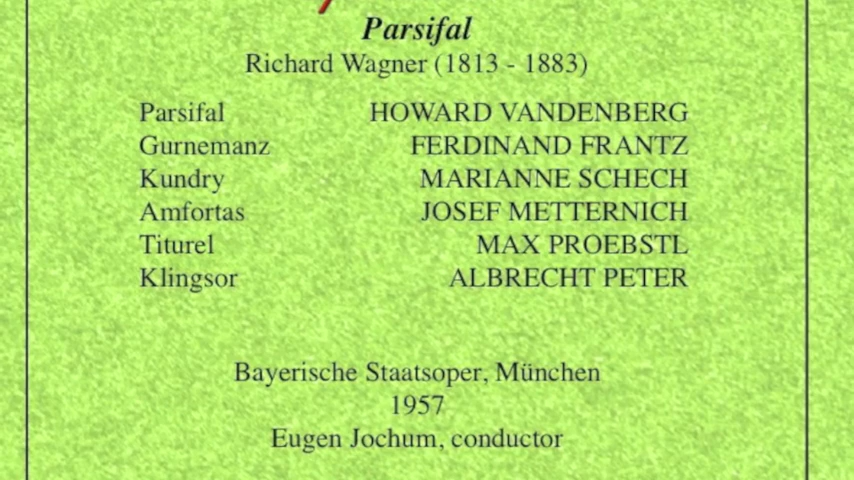 Parsifal
Richard Wagner (1813 - 1883)
Parsifal HOWARD VANDENBERG
Gurnemanz FERDINAND FRANTZ
Kundry MARIANNE SCHECH
Amfortas JOSEF METTERNICH
Titurel MAX PROEBSTL
Klingsor ALBRECHT PETER
Bayerische Staatsoper, München
1957
Eugen Jochum, conductor